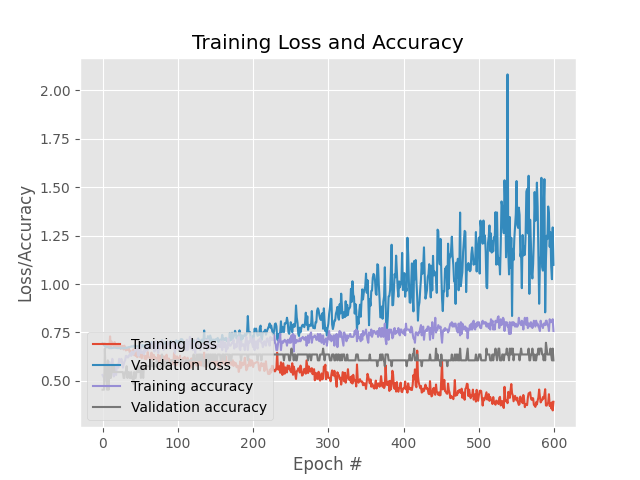 Training Loss and Accuracy
Loss/Accuracy
2.00
1.75
1.50
1.25
1.00
0.75
0.50
Training loss
Validation loss
Training accuracy
Validation accuracy
0 100 200 300 400 500 600
Epoch #